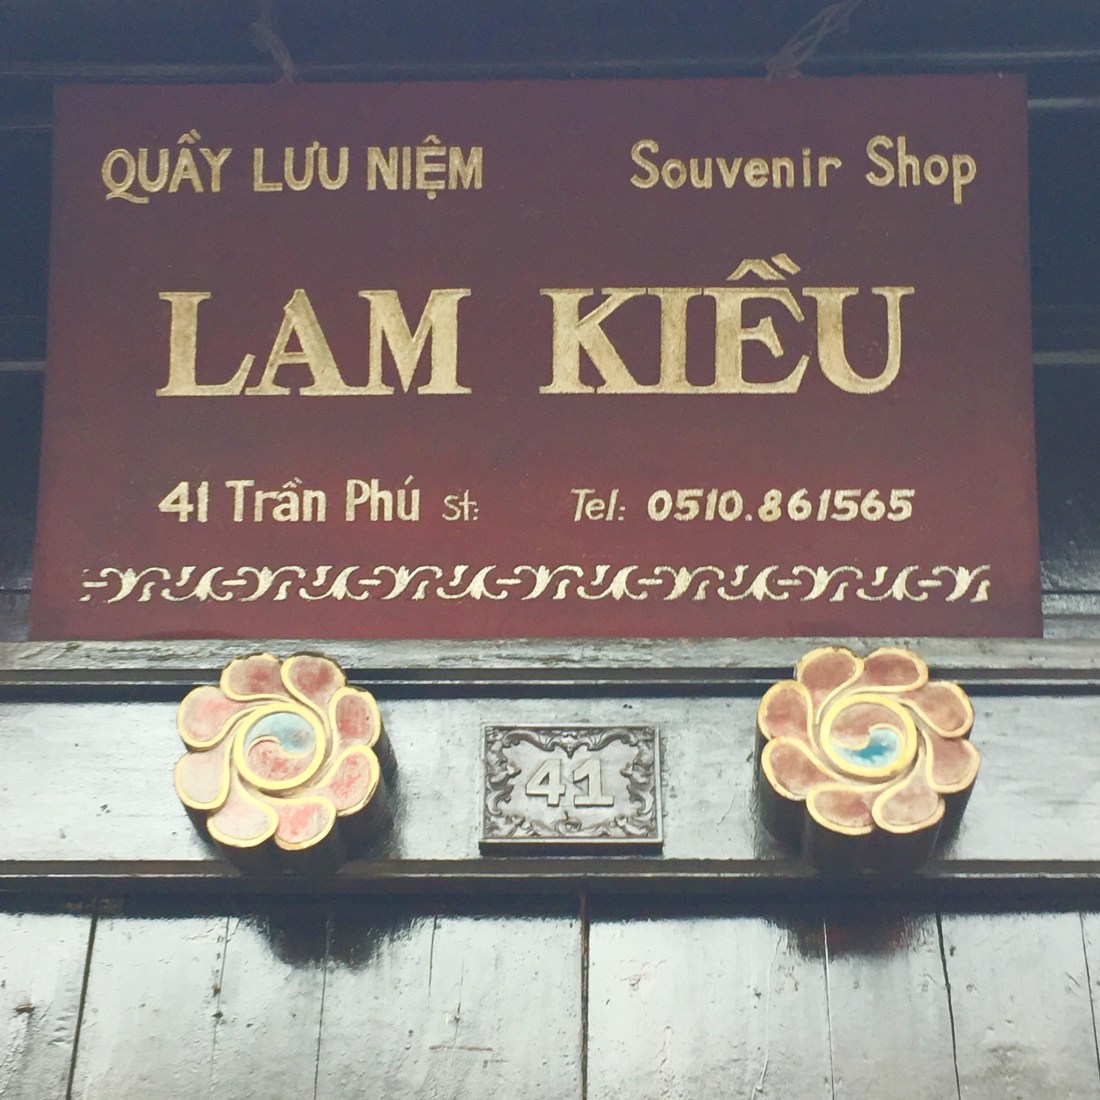 QUẦY LƯU NIỆM Souvenir Shop
LAM KIỀU
41 Trần Phú St: Tel: 0510.861565
41